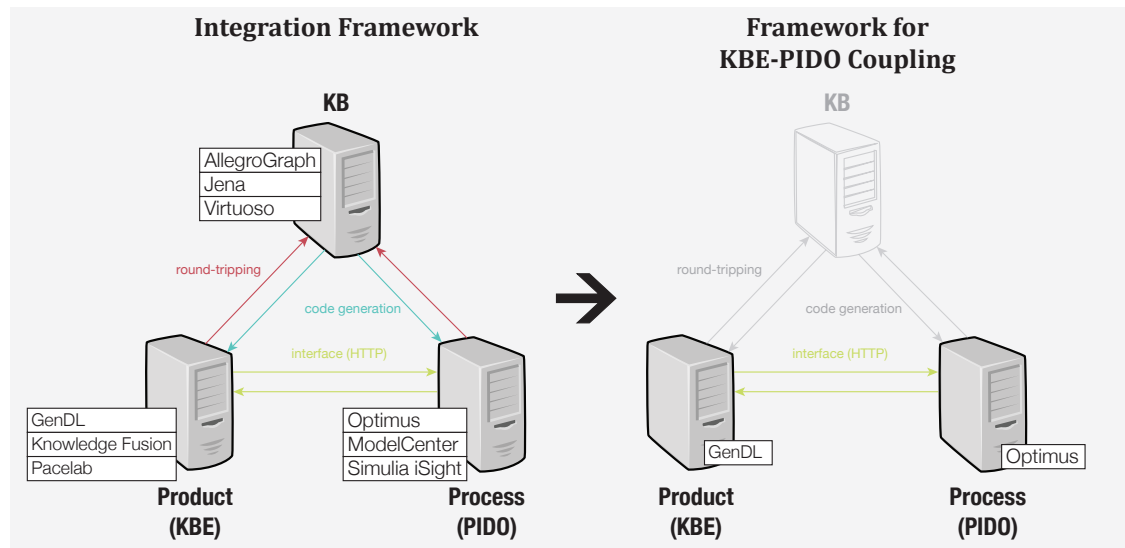 Integration Framework
KB
AllegroGraph
Jena
Virtuoso
round-tripping
code generation
interface (HTTP)
GenDL
Knowledge Fusion
Pacelab
Optimus
ModelCenter
Simulia iSight
Product
(KBE)
Process
(PIDO)
Framework for
KBE-PIDO Coupling
KB
round-tripping
code generation
interface (HTTP)
GenDL
Optimus
Product
(KBE)
Process
(PIDO)